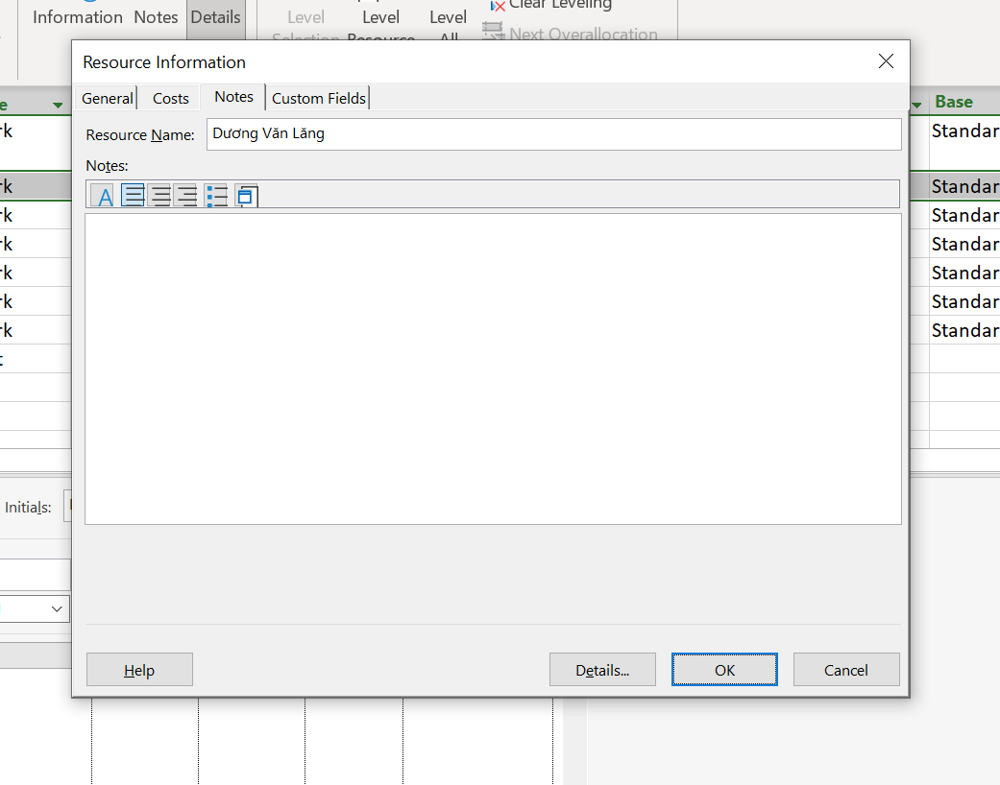 Information Notes Details Level Level Level Clear Leveling
Selection Resource All Next Overallocation
Resource Information
General Costs Notes Custom Fields
Resource Name: Dương Văn Lăng
Notes:
A
Base
Standar
Standar
Standar
Standar
Standar
Standar
Standar
rk
rk
rk
rk
rk
rk
rk
Initials:
Help Details... OK Cancel